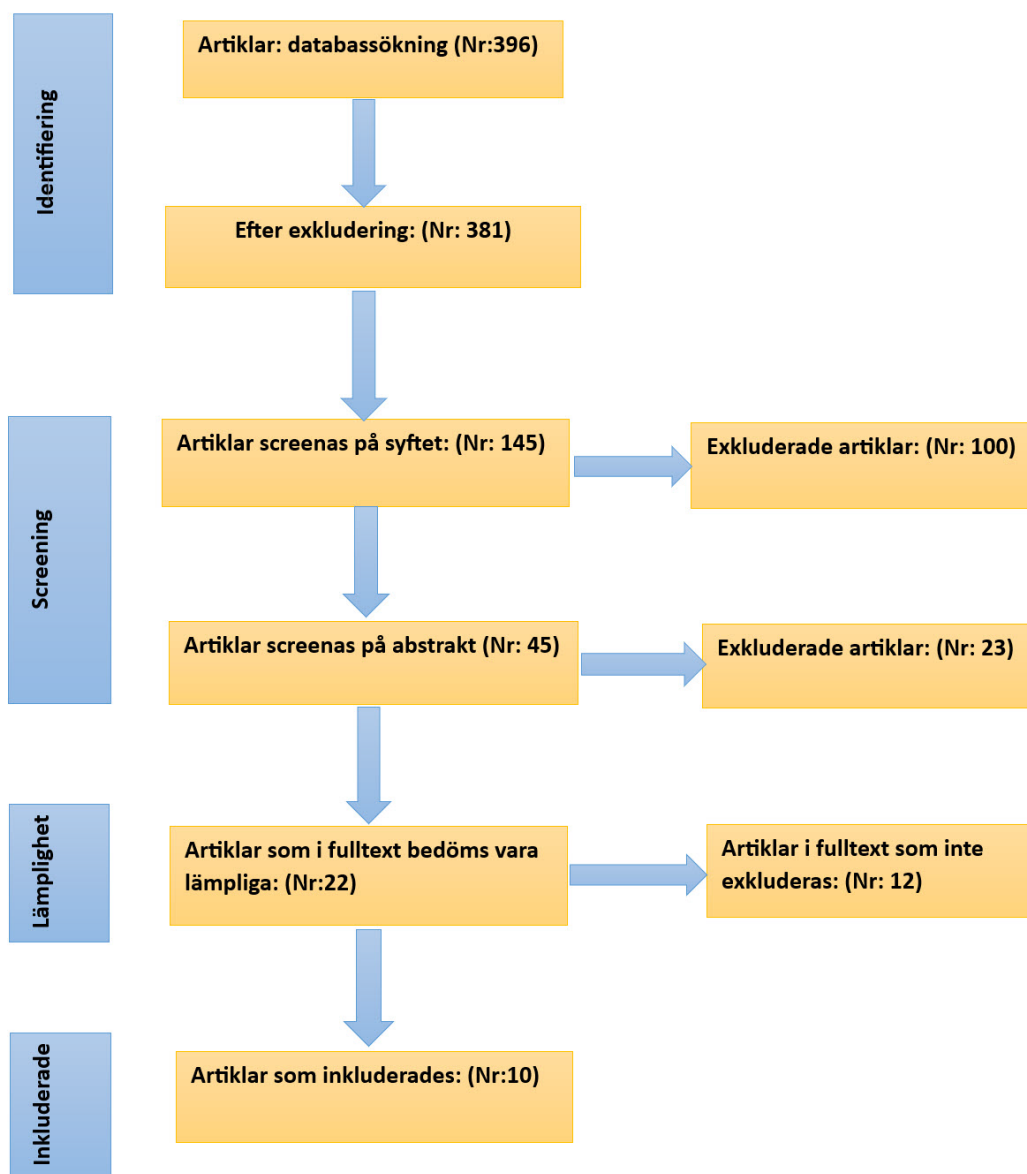 Identifiering
Artiklar: databassökning (Nr:396)
Efter exkludering: (Nr: 381)
Screening
Artiklar screenas på syftet: (Nr: 145)
Exkluderade artiklar: (Nr: 100)
Artiklar screenas på abstrakt (Nr: 45)
Exkluderade artiklar: (Nr: 23)
Lämplighet
Artiklar som i fulltext bedöms vara
lämpliga: (Nr:22)
Artiklar i fulltext som inte
exkluderas: (Nr: 12)
Inkluderade
Artiklar som inkluderades: (Nr:10)